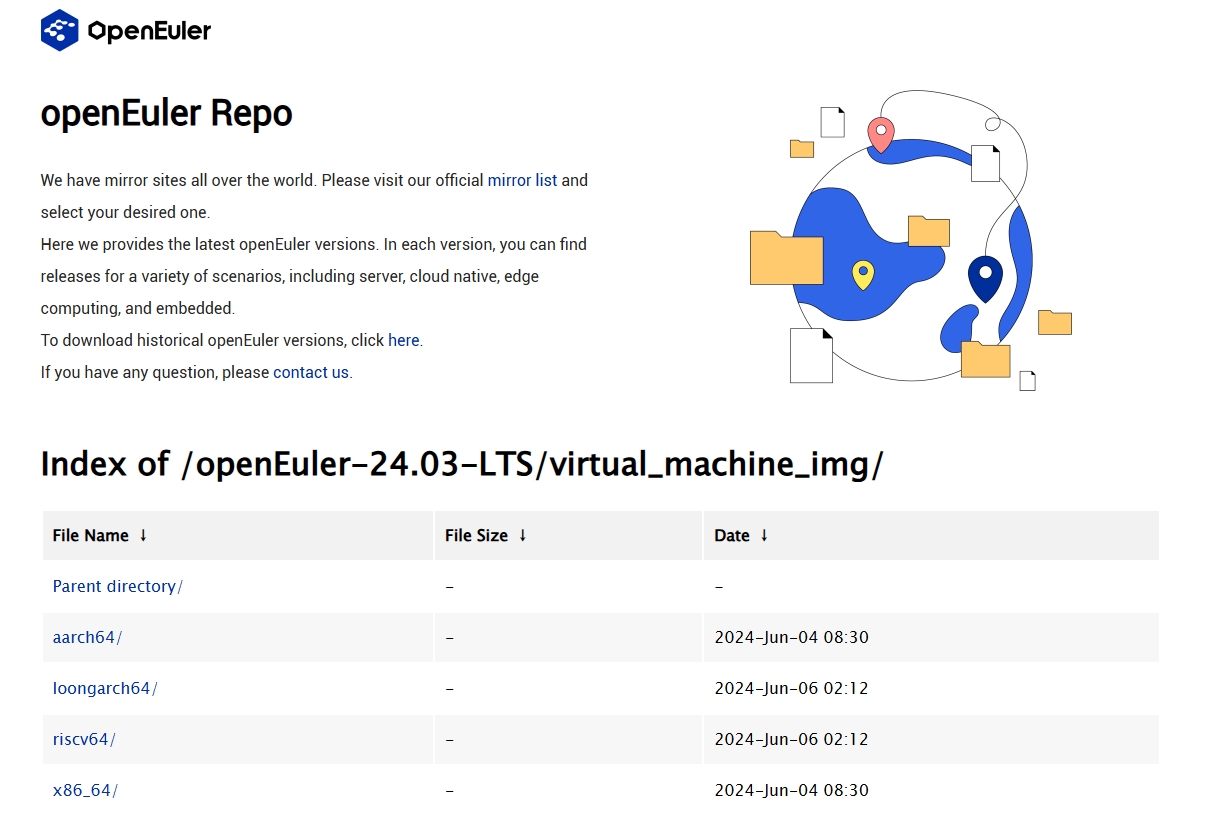 OpenEuler
openEuler Repo
We have mirror sites all over the world. Please visit our official mirror list and
select your desired one.
Here we provides the latest openEuler versions. In each version, you can find
releases for a variety of scenarios, including server, cloud native, edge
computing, and embedded.
To download historical openEuler versions, click here.
If you have any question, please contact us.
Index of /openEuler-24.03-LTS/virtual_machine_img/
File Name ↓ File Size ↓ Date ↓
Parent directory/ - -
aarch64/ - 2024-Jun-04 08:30
loongarch64/ - 2024-Jun-06 02:12
riscv64/ - 2024-Jun-06 02:12
x86_64/ - 2024-Jun-04 08:30